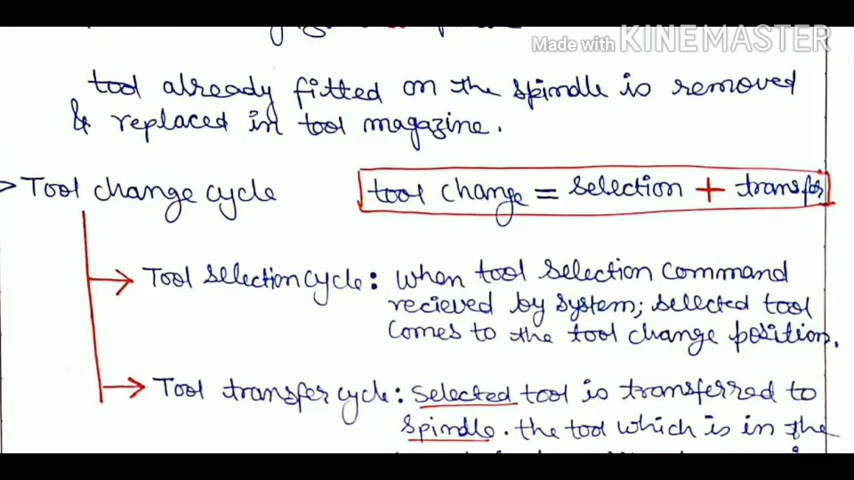 Made with KINEMASTER
tool already fitted on the spindle is removed
& replaced in tool magazine.
> Tool change cycle
tool change = selection + transfer
Tool selection cycle: when tool selection command
recieved by system; selected tool
comes to the tool change position.
Tool transfer cycle: selected tool is transferred to
spindle. the tool which is in the